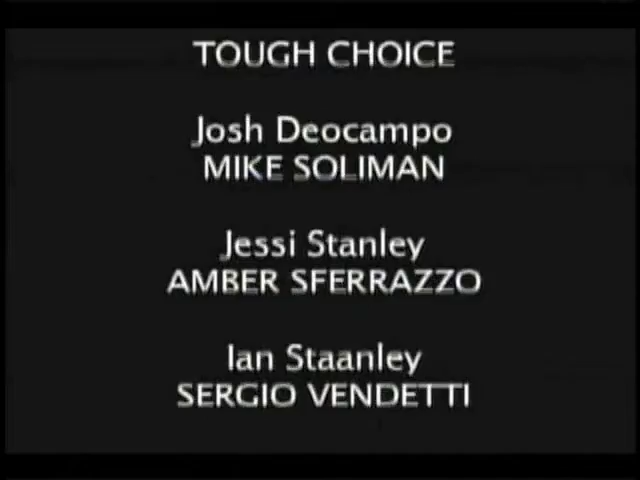 TOUGH CHOICE
Josh Deocampo
MIKE SOLIMAN
Jessi Stanley
AMBER SFERRAZZO
Ian Staanley
SERGIO VENDETTI